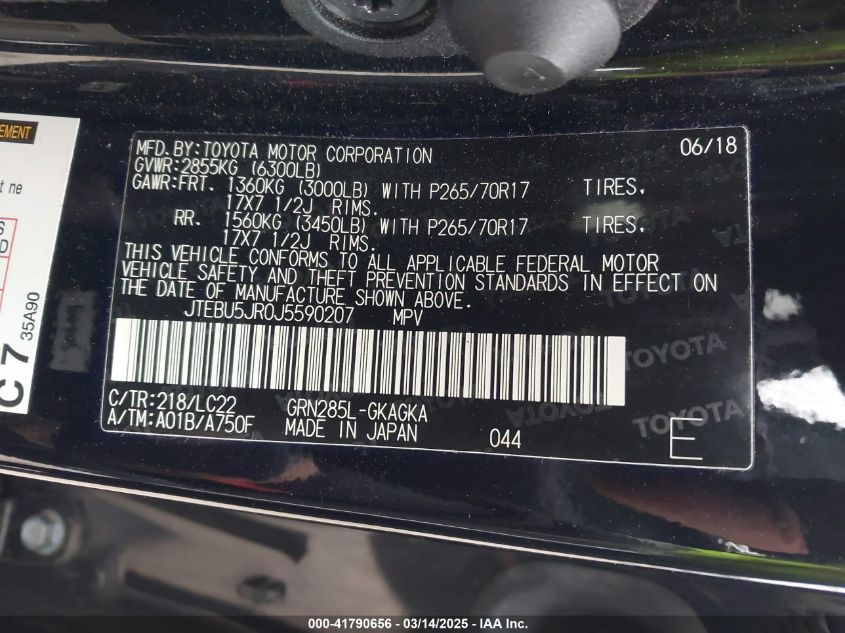 EMENT
t ne
S
D
C 7
35A90
MFD.BY:TOYOTA MOTOR CORPORATION 06/18
GVWR:2855KG (6300LB)
GAWR:FRT. 1360KG (3000LB) WITH P265/70R17 TIRES.
17X7 1/2J RIMS.
RR. 1560KG (3450LB) WITH P265/70R17 TIRES.
17X7 1/2J RIMS.
THIS VEHICLE CONFORMS TO ALL APPLICABLE FEDERAL MOTOR
VEHICLE SAFETY AND THEFT PREVENTION STANDARDS IN EFFECT ON
THE DATE OF MANUFACTURE SHOWN ABOVE.
JTEBU5JR0J5590207 MPV
C/TR:218/LC22 GRN285L-GKAGKA
A/TM:A01B/A750F MADE IN JAPAN 044 E
TOYOTA
TOYOTA
000-41790656 - 03/14/2025 - IAA Inc.